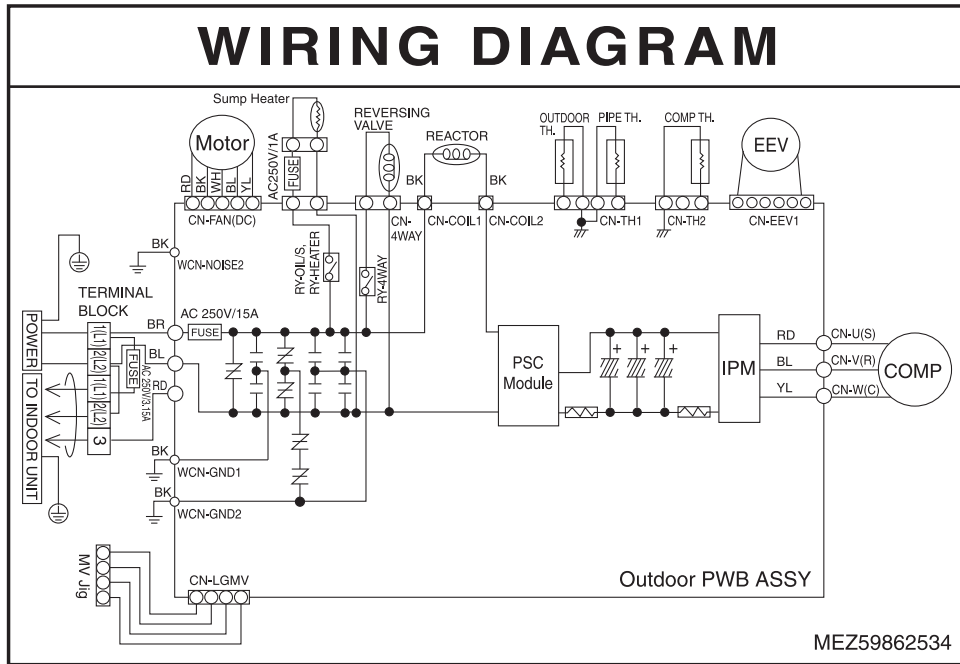 WIRING DIAGRAM
Sump Heater
Motor
AC250V/1A
FUSE
REVERSING
VALVE
REACTOR
OUTDOOR
TH.
PIPE TH.
COMP TH.
EEV
RD
BK
WH
BL
YL
BK
BK
CN-FAN(DC)
CN-
4WAY
CN-COIL1
CN-COIL2
CN-TH1
CN-TH2
CN-EEV1
BK
WCN-NOISE2
RY-OIL/S,
RY-HEATER
RY-4WAY
TERMINAL
BLOCK
AC 250V/15A
POWER
1(L1)
2(L2)
1(L1)
2(L2)
3
FUSE
AC 250V/3.15A
BR
BL
RD
FUSE
TO INDOOR UNIT
PSC
Module
+
+
+
IPM
RD
BL
YL
CN-U(S)
CN-V(R)
CN-W(C)
COMP
BK
WCN-GND1
BK
WCN-GND2
MV Jig
CN-LGMV
Outdoor PWB ASSY
MEZ59862534